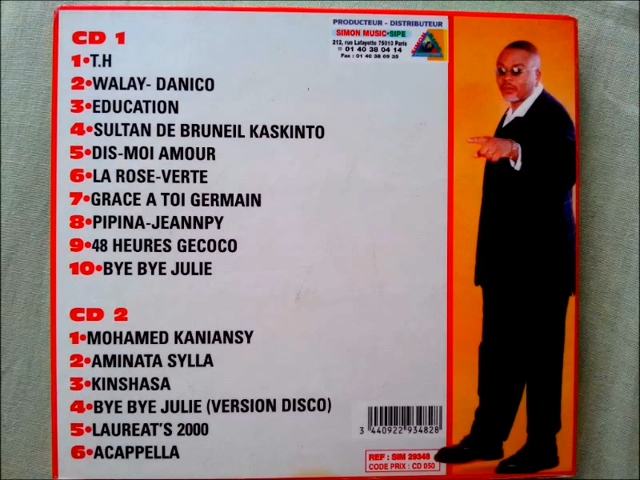 PRODUCTEUR - DISTRIBUTEUR
SIMON MUSIC•SIPE
212, rue Lafayette 75010 Paris
01 40 38 04 14
Fax : 01 40 38 09 35
CD 1
1•T.H
2•WALAY- DANICO
3•EDUCATION
4•SULTAN DE BRUNEIL KASKINTO
5•DIS-MOI AMOUR
6•LA ROSE-VERTE
7•GRACE A TOI GERMAIN
8•PIPINA-JEANNPY
9•48 HEURES GECOCO
10•BYE BYE JULIE
CD 2
1•MOHAMED KANIANSY
2•AMINATA SYLLA
3•KINSHASA
4•BYE BYE JULIE (VERSION DISCO)
5•LAUREAT'S 2000
6•ACAPPELLA
3 440922 934828
REF : SIM 29348
CODE PRIX : CD 050